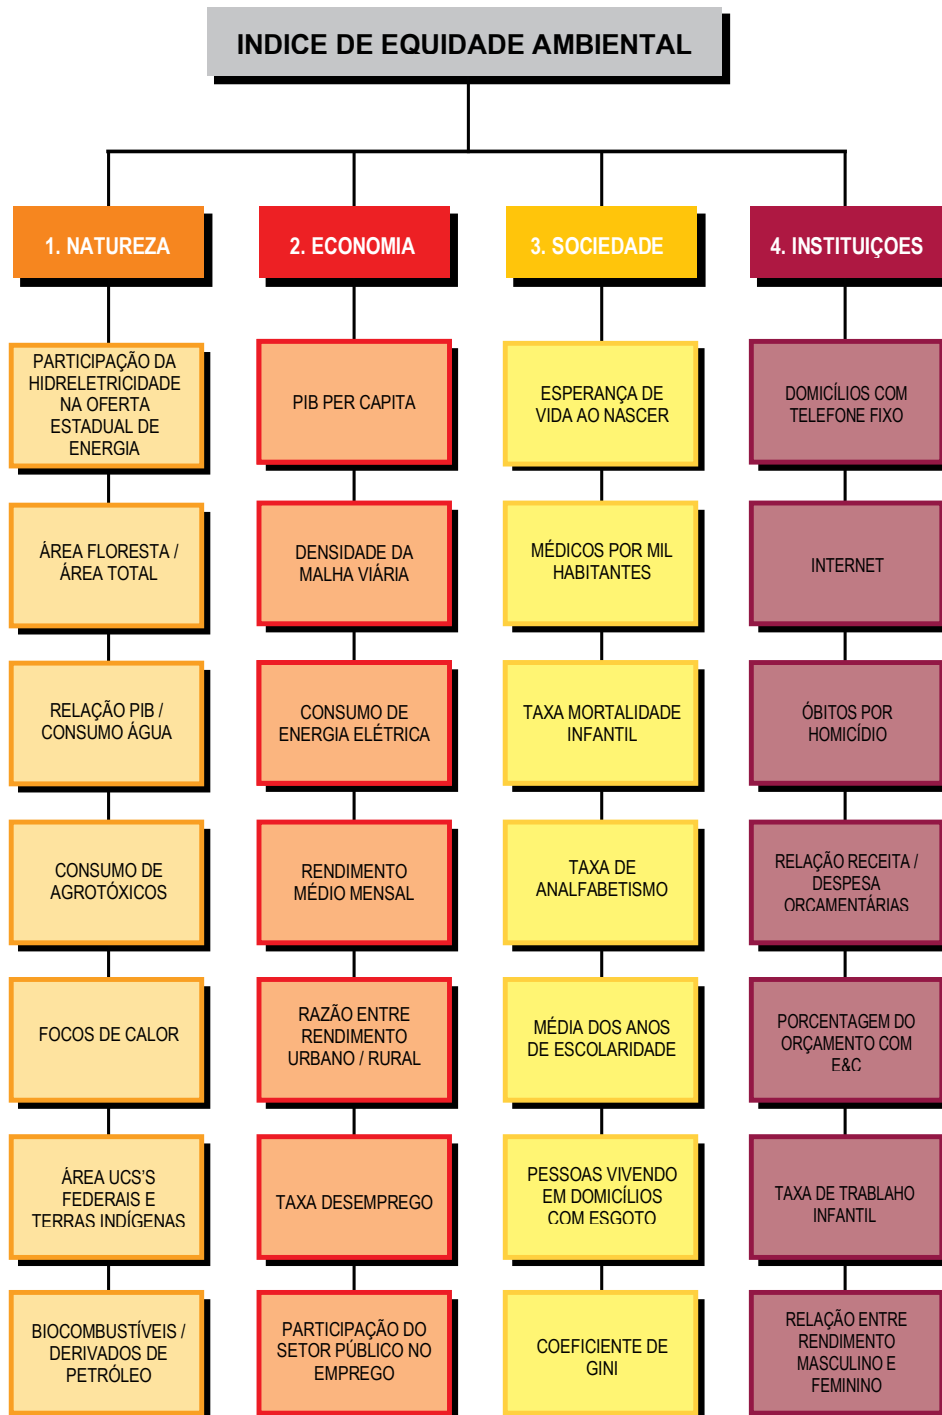 INDICE DE EQUIDADE AMBIENTAL
1. NATUREZA
PARTICIPAÇÃO DA
HIDRELETRICIDADE
NA OFERTA
ESTADUAL DE
ENERGIA
ÁREA FLORESTA /
ÁREA TOTAL
RELAÇÃO PIB /
CONSUMO ÁGUA
CONSUMO DE
AGROTÓXICOS
FOCOS DE CALOR
ÁREA UCS'S
FEDERAIS E
TERRAS INDÍGENAS
BIOCOMBUSTÍVEIS /
DERIVADOS DE
PETRÓLEO
2. ECONOMIA
PIB PER CAPITA
DENSIDADE DA
MALHA VIÁRIA
CONSUMO DE
ENERGIA ELÉTRICA
RENDIMENTO
MÉDIO MENSAL
RAZÃO ENTRE
RENDIMENTO
URBANO / RURAL
TAXA DESEMPREGO
PARTICIPAÇÃO DO
SETOR PÚBLICO NO
EMPREGO
3. SOCIEDADE
ESPERANÇA DE
VIDA AO NASCER
MÉDICOS POR MIL
HABITANTES
TAXA MORTALIDADE
INFANTIL
TAXA DE
ANALFABETISMO
MÉDIA DOS ANOS
DE ESCOLARIDADE
PESSOAS VIVENDO
EM DOMICÍLIOS
COM ESGOTO
COEFICIENTE DE
GINI
4. INSTITUIÇOES
DOMICÍLIOS COM
TELEFONE FIXO
INTERNET
ÓBITOS POR
HOMICÍDIO
RELAÇÃO RECEITA /
DESPESA
ORCAMENTÁRIAS
PORCENTAGEM DO
ORÇAMENTO COM
E&C
TAXA DE TRABLAHO
INFANTIL
RELAÇÃO ENTRE
RENDIMENTO
MASCULINO E
FEMININO